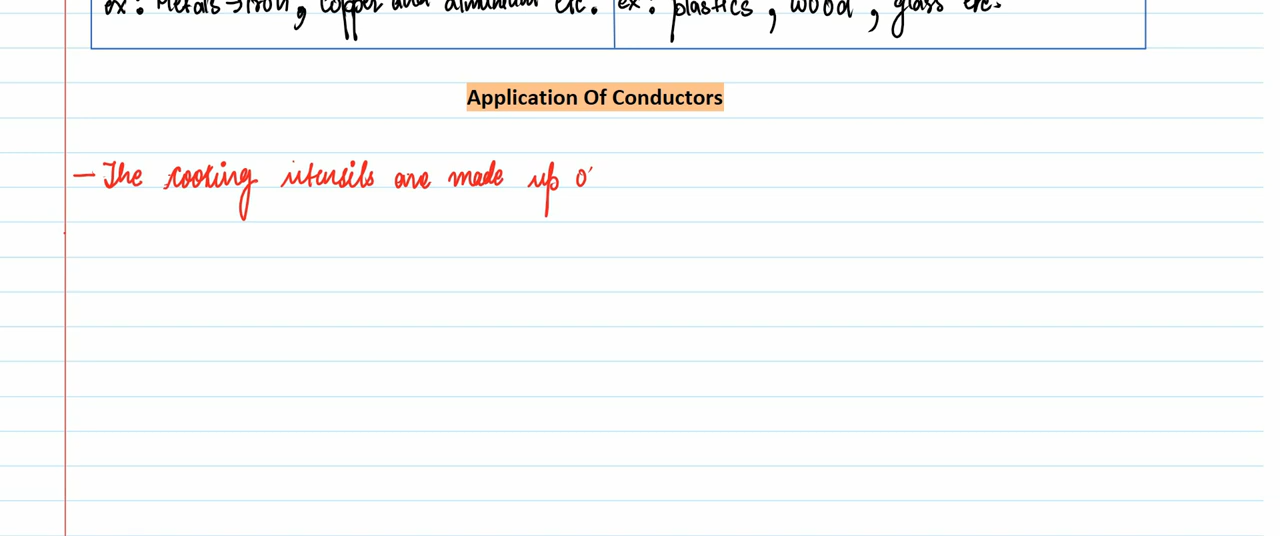 ex: Metals→Iron, copper and aluminium etc. ex: plastics, wood, glass etc.
Application Of Conductors
– The cooking utensils are made up o